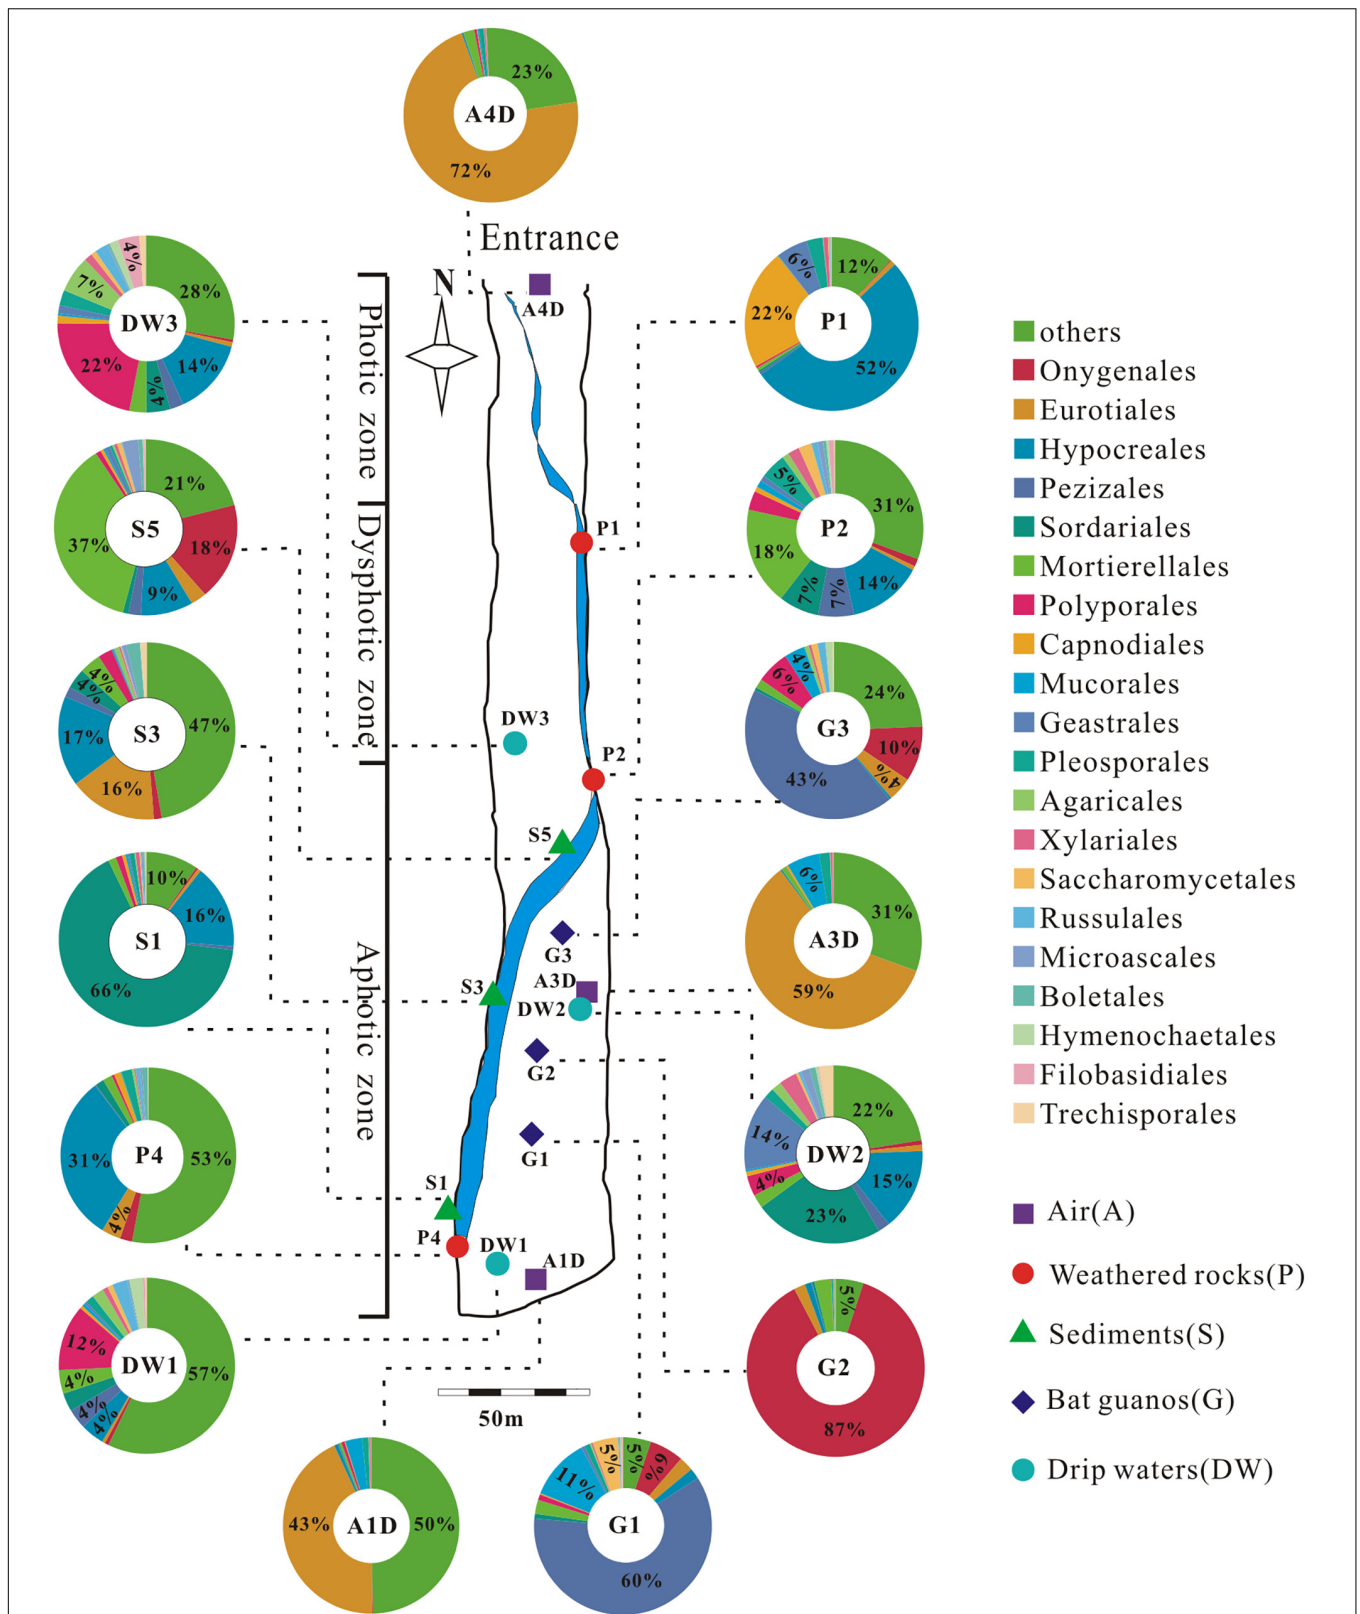 23%
A4D
72%
Entrance
N
A4D
Photic zone
Dysphotic zone
Aphotic zone
4%
7%
28%
DW3
22%
14%
4%
21%
S5
18%
37%
9%
4%
4%
47%
S3
17%
16%
10%
16%
S1
66%
P4
53%
31%
4%
12%
DW1
57%
4%
4%
4%
P1
DW3
P2
S5
G3
A3D
S3
DW2
G2
G1
S1
P4
DW1
A1D
50m
43%
A1D
50%
5%
5%
6%
11%
G1
60%
6%
12%
P1
22%
52%
5%
31%
P2
18%
14%
7%
7%
4%
6%
24%
G3
10%
4%
43%
6%
31%
A3D
59%
22%
14%
DW2
15%
4%
23%
5%
G2
87%
others
Onygenales
Eurotiales
Hypocreales
Pezizales
Sordariales
Mortierellales
Polyporales
Capnodiales
Mucorales
Geastrales
Pleosporales
Agaricales
Xylariales
Saccharomycetales
Russulales
Microascales
Boletales
Hymenochaetales
Filobasidiales
Trechisporales
Air(A)
Weathered rocks(P)
Sediments(S)
Bat guanos(G)
Drip waters(DW)